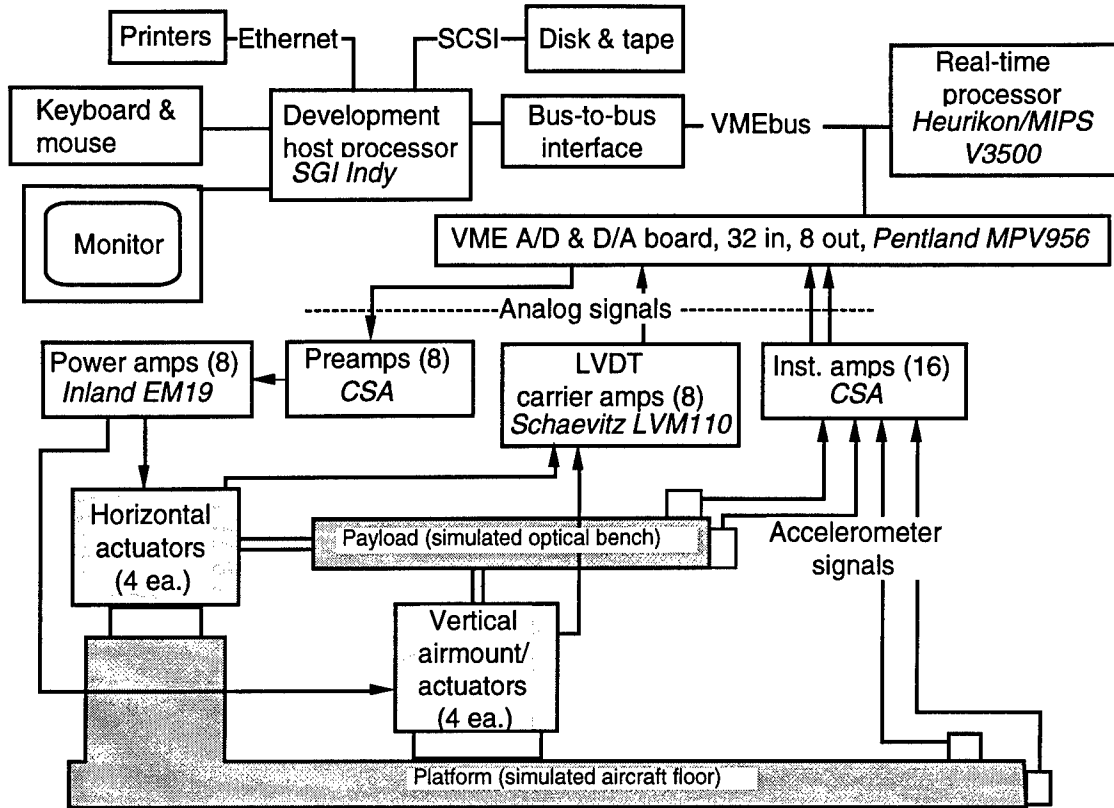 Printers
Ethernet
SCSI
Disk & tape
Keyboard &
mouse
Development
host processor
SGI Indy
Bus-to-bus
interface
VMEbus
Real-time
processor
Heurikon/MIPS
V3500
Monitor
VME A/D & D/A board, 32 in, 8 out, Pentland MPV956
Analog signals
Power amps (8)
Inland EM19
Preamps (8)
CSA
LVDT
carrier amps (8)
Schaevitz LVM110
Inst. amps (16)
CSA
Horizontal
actuators
(4 ea.)
Payload (simulated optical bench)
Accelerometer
signals
Vertical
airmount/
actuators
(4 ea.)
Platform (simulated aircraft floor)